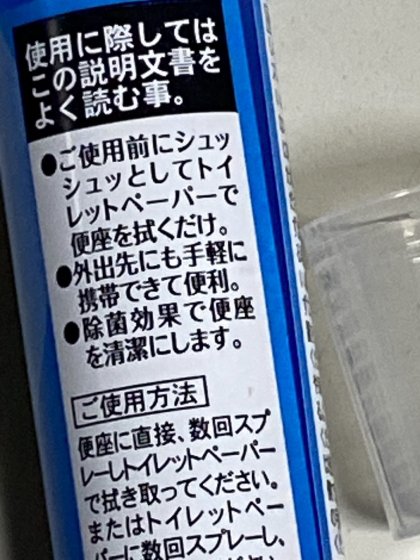 使用に際しては
この説明文書を
よく読む事。
●ご使用前にシュッ
シュッとしてトイ
レットペーパーで
便座を拭くだけ。
●外出先にも手軽に
携帯できて便利。
●除菌効果で便座
を清潔にします。
ご使用方法
便座に直接、数回スプ
レーしトイレットペーパー
で拭き取ってください。
またはトイレットペー
パーに数回スプレーし、